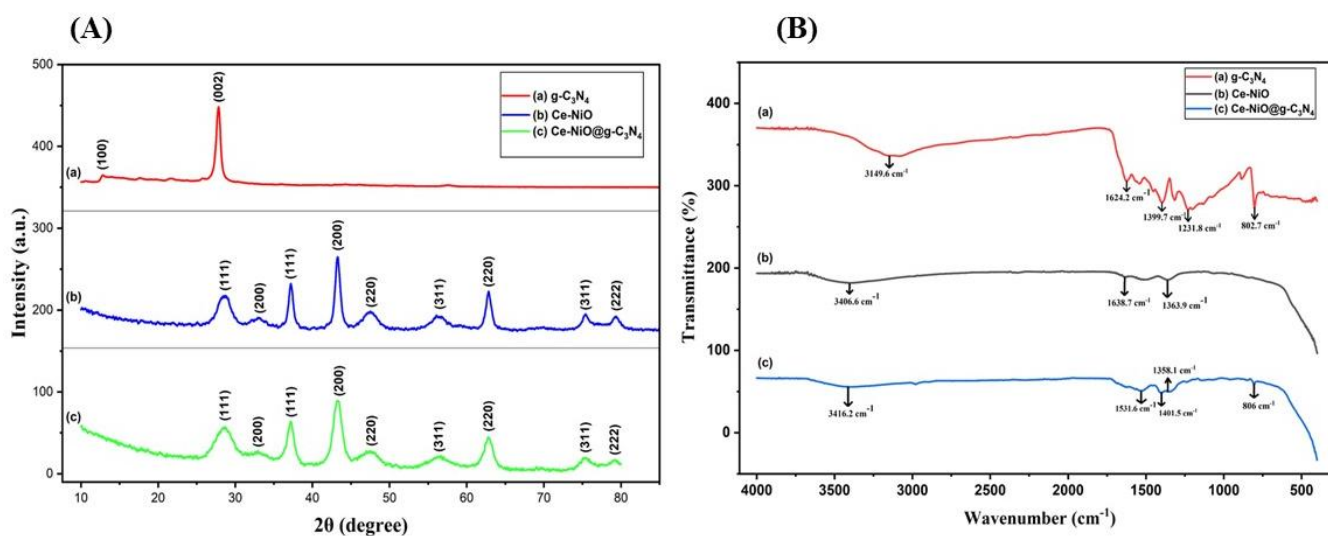 (A)
500
400
300
200
100
0
Intensity (a.u.)
(a) g-C₃N₄
(b) Ce-NiO
(c) Ce-NiO@g-C₃N₄
(a)
(100)
(002)
(b)
(111)
(200)
(111)
(200)
(220)
(311)
(220)
(311)
(222)
(c)
(111)
(200)
(111)
(200)
(220)
(311)
(220)
(311)
(222)
10
20
30
40
50
60
70
80
2θ (degree)
(B)
400
300
200
100
0
Transmittance (%)
(a) g-C₃N₄
(b) Ce-NiO
(c) Ce-NiO@g-C₃N₄
(a)
3149.6 cm⁻¹
1624.2 cm⁻¹
1399.7 cm⁻¹
1231.8 cm⁻¹
802.7 cm⁻¹
(b)
3406.6 cm⁻¹
1638.7 cm⁻¹
1363.9 cm⁻¹
(c)
3416.2 cm⁻¹
1531.6 cm⁻¹
1358.1 cm⁻¹
1401.5 cm⁻¹
806 cm⁻¹
4000
3500
3000
2500
2000
1500
1000
500
Wavenumber (cm⁻¹)